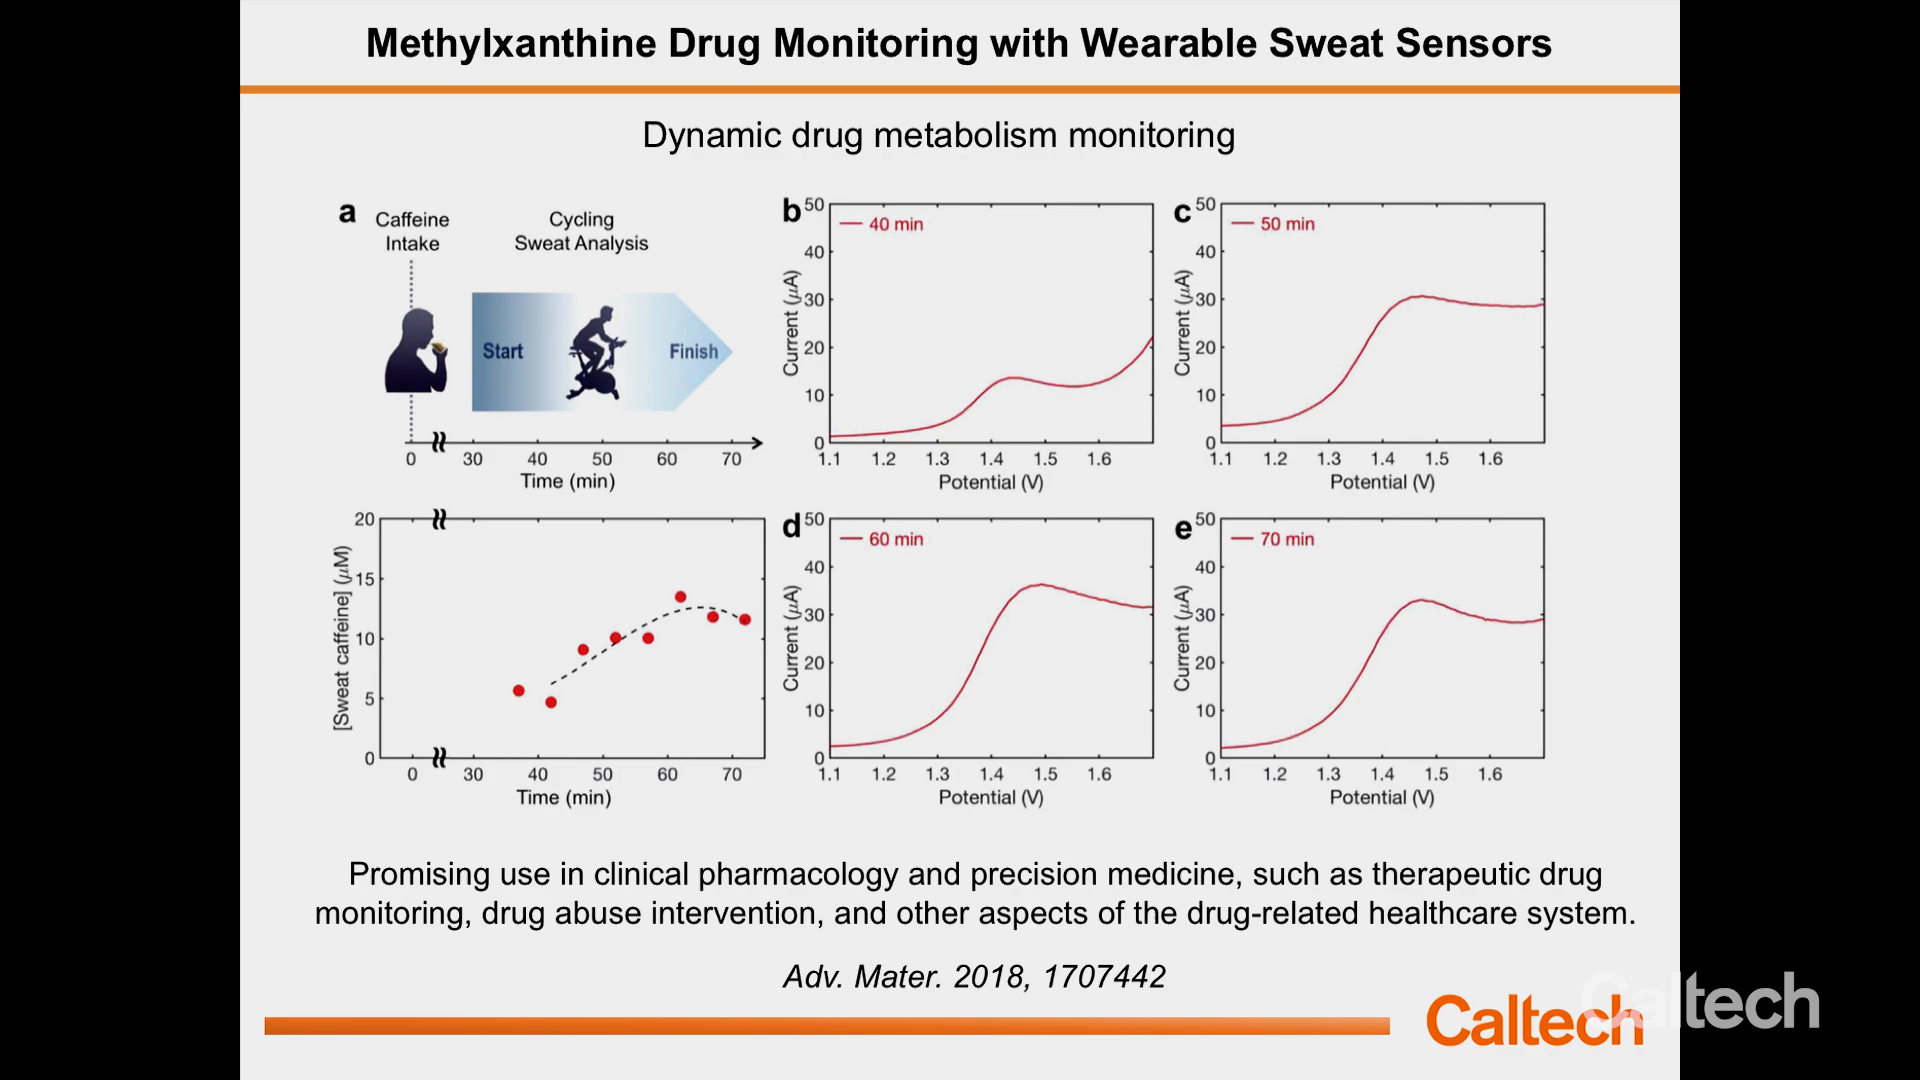 Methylxanthine Drug Monitoring with Wearable Sweat Sensors
Dynamic drug metabolism monitoring
a
Caffeine
Intake
Cycling
Sweat Analysis
Start
Finish
0 30 40 50 60 70
Time (min)
20
15
10
5
0
[Sweat caffeine] (μM)
0 30 40 50 60 70
Time (min)
b
50
40
30
20
10
0
Current (μA)
40 min
1.1 1.2 1.3 1.4 1.5 1.6
Potential (V)
c
50
40
30
20
10
0
Current (μA)
50 min
1.1 1.2 1.3 1.4 1.5 1.6
Potential (V)
d
50
40
30
20
10
0
Current (μA)
60 min
1.1 1.2 1.3 1.4 1.5 1.6
Potential (V)
e
50
40
30
20
10
0
Current (μA)
70 min
1.1 1.2 1.3 1.4 1.5 1.6
Potential (V)
Promising use in clinical pharmacology and precision medicine, such as therapeutic drug
monitoring, drug abuse intervention, and other aspects of the drug-related healthcare system.
Adv. Mater. 2018, 1707442
Caltech
Caltech